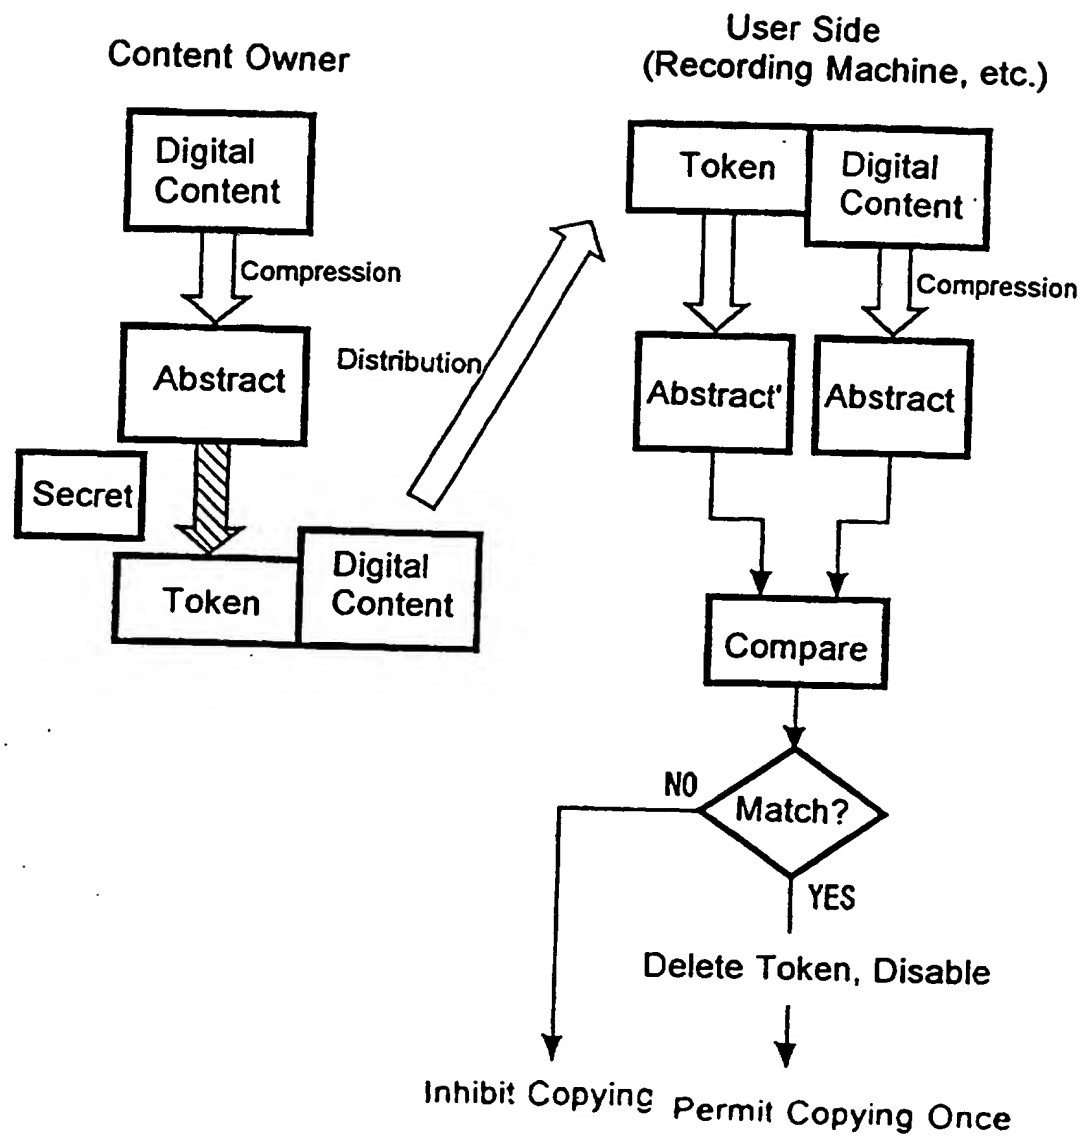 Content Owner
Digital
Content
Compression
Abstract
Secret
Token
Digital
Content
Distribution
User Side
(Recording Machine, etc.)
Token
Digital
Content
Compression
Abstract'
Abstract
Compare
Match?
NO
YES
Delete Token, Disable
Inhibit Copying
Permit Copying Once